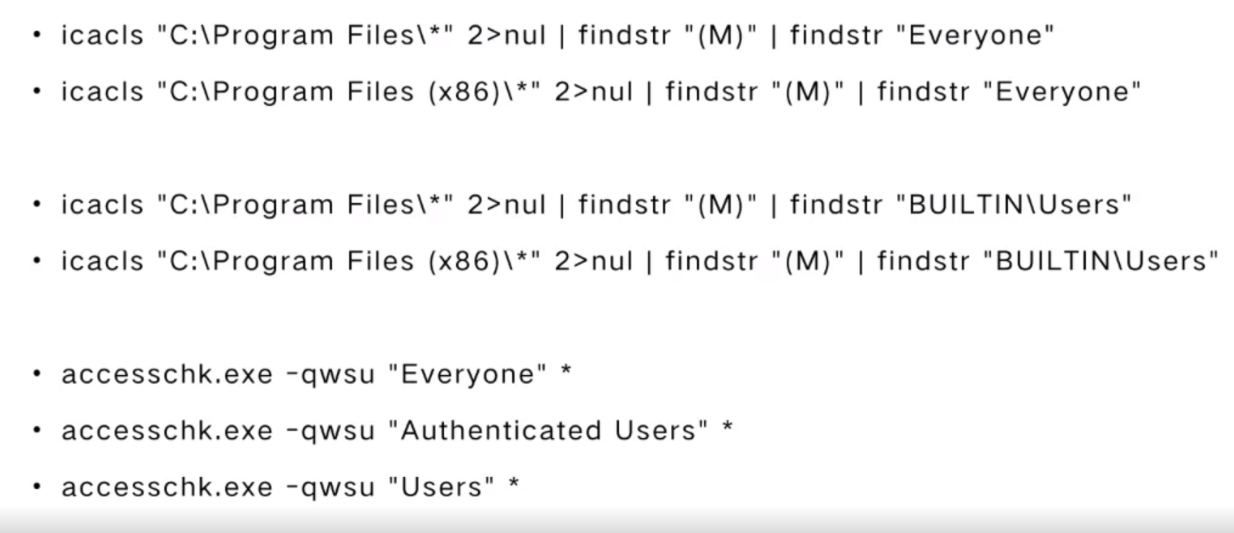 • icacls "C:\Program Files\*" 2>nul | findstr "(M)" | findstr "Everyone"
• icacls "C:\Program Files (x86)\*" 2>nul | findstr "(M)" | findstr "Everyone"
• icacls "C:\Program Files\*" 2>nul | findstr "(M)" | findstr "BUILTIN\Users"
• icacls "C:\Program Files (x86)\*" 2>nul | findstr "(M)" | findstr "BUILTIN\Users"
• accesschk.exe -qwsu "Everyone" *
• accesschk.exe -qwsu "Authenticated Users" *
• accesschk.exe -qwsu "Users" *